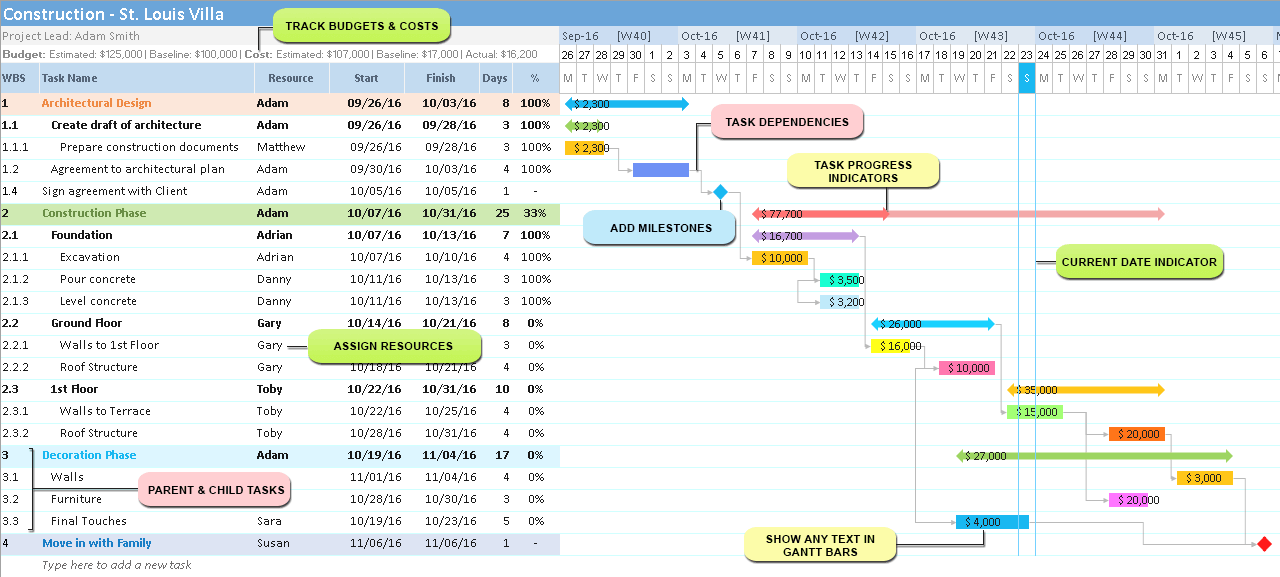 Construction - St. Louis Villa
TRACK BUDGETS & COSTS
Project Lead: Adam Smith
Sep-16 [W40] Oct-16 [W41] Oct-16 [W42] Oct-16 [W43] Oct-16 [W44] Oct-16 [W45]
Budget: Estimated: $125,000 | Baseline: $100,000 | Cost: Estimated: $107,000 | Baseline: $17,000 | Actual: $16,200
26 27 28 29 30 1 2 3 4 5 6 7 8 9 10 11 12 13 14 15 16 17 18 19 20 21 22 23 24 25 26 27 28 29 30 31 1 2 3 4 5 6
WBS Task Name Resource Start Finish Days %
M T W T F S S M T W T F S S M T W T F S S M T W T F S S M T W T F S S M T W T F S S
1 Architectural Design Adam 09/26/16 10/03/16 8 100% $ 2,300
1.1 Create draft of architecture Adam 09/26/16 09/28/16 3 100% $ 2,300
TASK DEPENDENCIES
1.1.1 Prepare construction documents Matthew 09/26/16 09/28/16 3 100% $ 2,300
1.2 Agreement to architectural plan Adam 09/30/16 10/03/16 4 100%
TASK PROGRESS
INDICATORS
1.4 Sign agreement with Client Adam 10/05/16 10/05/16 1 -
2 Construction Phase Adam 10/07/16 10/31/16 25 33% $ 77,700
ADD MILESTONES
2.1 Foundation Adrian 10/07/16 10/13/16 7 100% $ 16,700
2.1.1 Excavation Adrian 10/07/16 10/10/16 4 100% $ 10,000
CURRENT DATE INDICATOR
2.1.2 Pour concrete Danny 10/11/16 10/13/16 3 100% $ 3,500
2.1.3 Level concrete Danny 10/11/16 10/13/16 3 100% $ 3,200
2.2 Ground Floor Gary 10/14/16 10/21/16 8 0% $ 26,000
2.2.1 Walls to 1st Floor Gary 3 0% $ 16,000
ASSIGN RESOURCES
2.2.2 Roof Structure Gary 10/18/16 10/21/16 4 0% $ 10,000
2.3 1st Floor Toby 10/22/16 10/31/16 10 0% $ 35,000
2.3.1 Walls to Terrace Toby 10/22/16 10/25/16 4 0% $ 15,000
2.3.2 Roof Structure Toby 10/28/16 10/31/16 4 0% $ 20,000
3 Decoration Phase Adam 10/19/16 11/04/16 17 0% $ 27,000
3.1 Walls 11/01/16 11/04/16 4 0% $ 3,000
PARENT & CHILD TASKS
3.2 Furniture 10/28/16 10/30/16 3 0% $ 20,000
3.3 Final Touches Sara 10/19/16 10/23/16 5 0% $ 4,000
SHOW ANY TEXT IN
GANTT BARS
4 Move in with Family Susan 11/06/16 11/06/16 1 -
Type here to add a new task